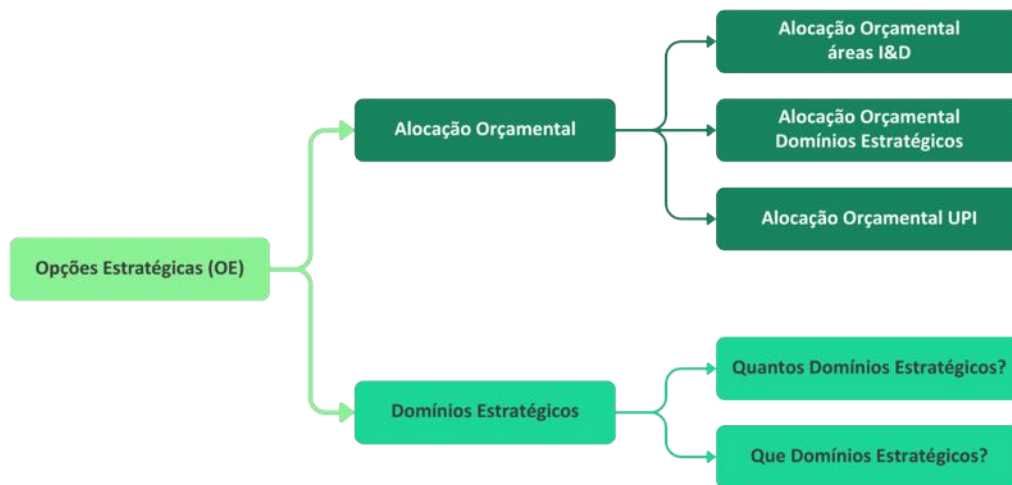 Alocação Orçamental
áreas I&D
Alocação Orçamental
Alocação Orçamental
Domínios Estratégicos
Alocação Orçamental UPI
Opções Estratégicas (OE)
Quantos Domínios Estratégicos?
Domínios Estratégicos
Que Domínios Estratégicos?